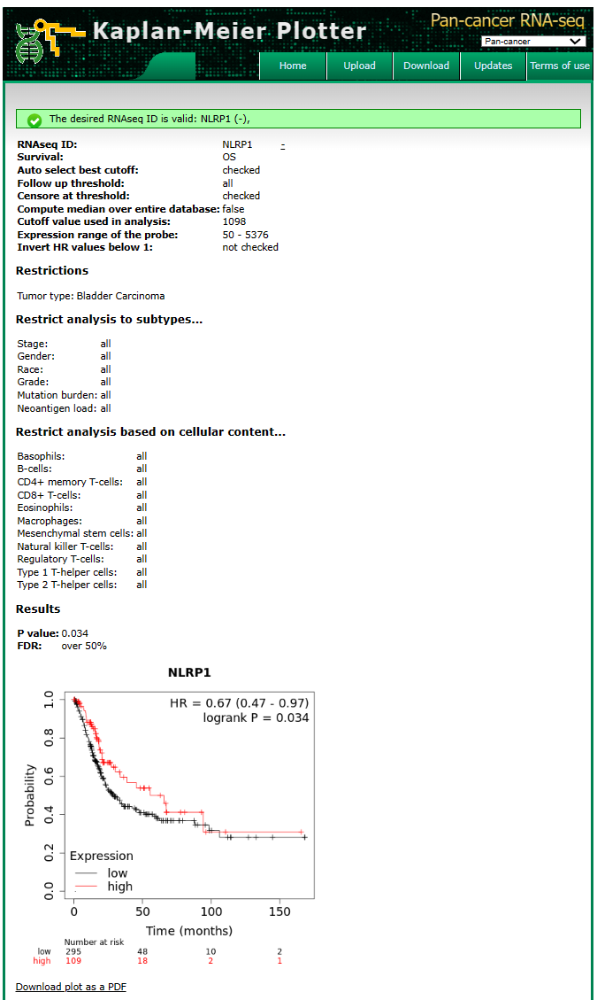 Kaplan-Meier Plotter
Pan-cancer RNA-seq
Pan-cancer
Home Upload Download Updates Terms of use
The desired RNAseq ID is valid: NLRP1 (-),
RNAseq ID: NLRP1 -
Survival: OS
Auto select best cutoff: checked
Follow up threshold: all
Censore at threshold: checked
Compute median over entire database: false
Cutoff value used in analysis: 1098
Expression range of the probe: 50 - 5376
Invert HR values below 1: not checked
Restrictions
Tumor type: Bladder Carcinoma
Restrict analysis to subtypes...
Stage: all
Gender: all
Race: all
Grade: all
Mutation burden: all
Neoantigen load: all
Restrict analysis based on cellular content...
Basophils: all
B-cells: all
CD4+ memory T-cells: all
CD8+ T-cells: all
Eosinophils: all
Macrophages: all
Mesenchymal stem cells: all
Natural killer T-cells: all
Regulatory T-cells: all
Type 1 T-helper cells: all
Type 2 T-helper cells: all
Results
P value: 0.034
FDR: over 50%
NLRP1
HR = 0.67 (0.47 - 0.97)
logrank P = 0.034
1.0
0.8
0.6
0.4
0.2
0.0
Probability
Expression
low
high
0 50 100 150
Time (months)
Number at risk
low 295 48 10 2
high 109 18 2 1
Download plot as a PDF